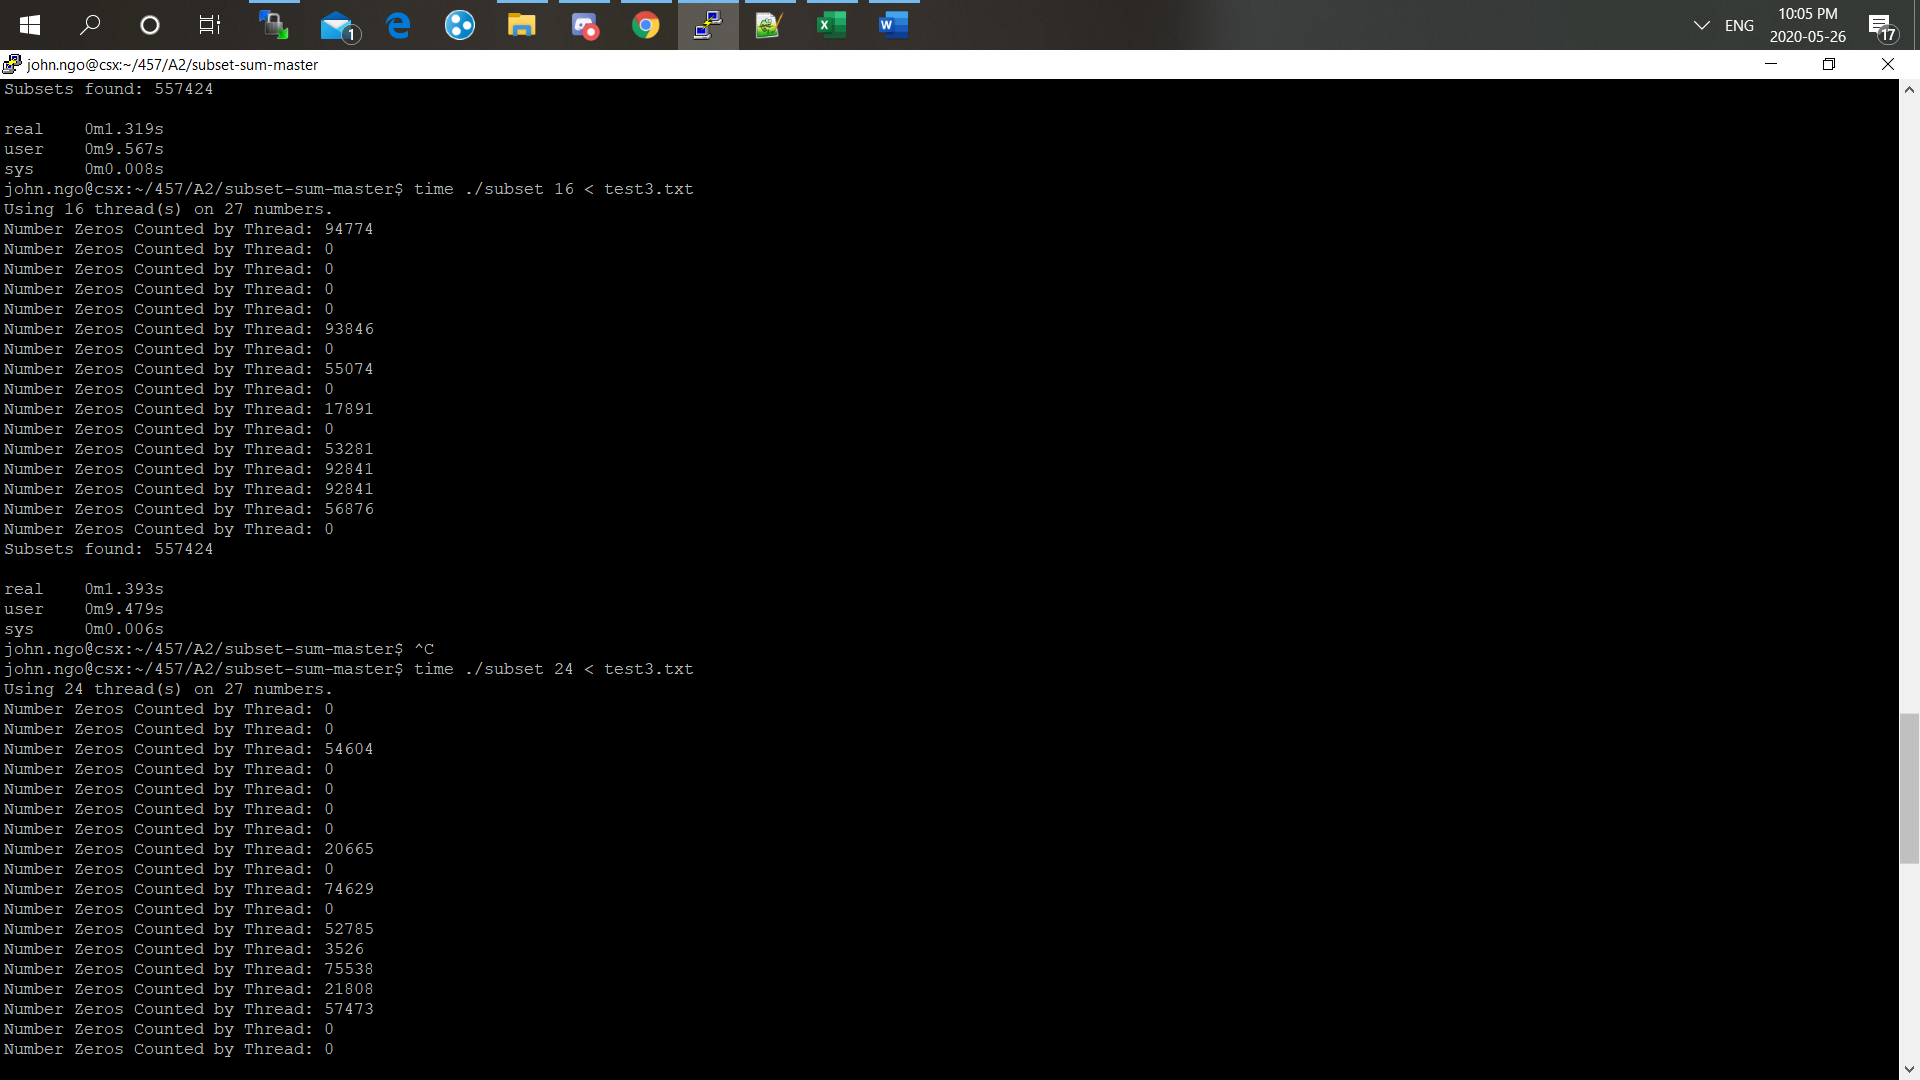 1
ENG
10:05 PM
2020-05-26
17
john.ngo@csx:~/457/A2/subset-sum-master
Subsets found: 557424
real    0m1.319s
user    0m9.567s
sys     0m0.008s
john.ngo@csx:~/457/A2/subset-sum-master$ time ./subset 16 < test3.txt
Using 16 thread(s) on 27 numbers.
Number Zeros Counted by Thread: 94774
Number Zeros Counted by Thread: 0
Number Zeros Counted by Thread: 0
Number Zeros Counted by Thread: 0
Number Zeros Counted by Thread: 0
Number Zeros Counted by Thread: 93846
Number Zeros Counted by Thread: 0
Number Zeros Counted by Thread: 55074
Number Zeros Counted by Thread: 0
Number Zeros Counted by Thread: 17891
Number Zeros Counted by Thread: 0
Number Zeros Counted by Thread: 53281
Number Zeros Counted by Thread: 92841
Number Zeros Counted by Thread: 92841
Number Zeros Counted by Thread: 56876
Number Zeros Counted by Thread: 0
Subsets found: 557424
real    0m1.393s
user    0m9.479s
sys     0m0.006s
john.ngo@csx:~/457/A2/subset-sum-master$ ^C
john.ngo@csx:~/457/A2/subset-sum-master$ time ./subset 24 < test3.txt
Using 24 thread(s) on 27 numbers.
Number Zeros Counted by Thread: 0
Number Zeros Counted by Thread: 0
Number Zeros Counted by Thread: 54604
Number Zeros Counted by Thread: 0
Number Zeros Counted by Thread: 0
Number Zeros Counted by Thread: 0
Number Zeros Counted by Thread: 0
Number Zeros Counted by Thread: 20665
Number Zeros Counted by Thread: 0
Number Zeros Counted by Thread: 74629
Number Zeros Counted by Thread: 0
Number Zeros Counted by Thread: 52785
Number Zeros Counted by Thread: 3526
Number Zeros Counted by Thread: 75538
Number Zeros Counted by Thread: 21808
Number Zeros Counted by Thread: 57473
Number Zeros Counted by Thread: 0
Number Zeros Counted by Thread: 0